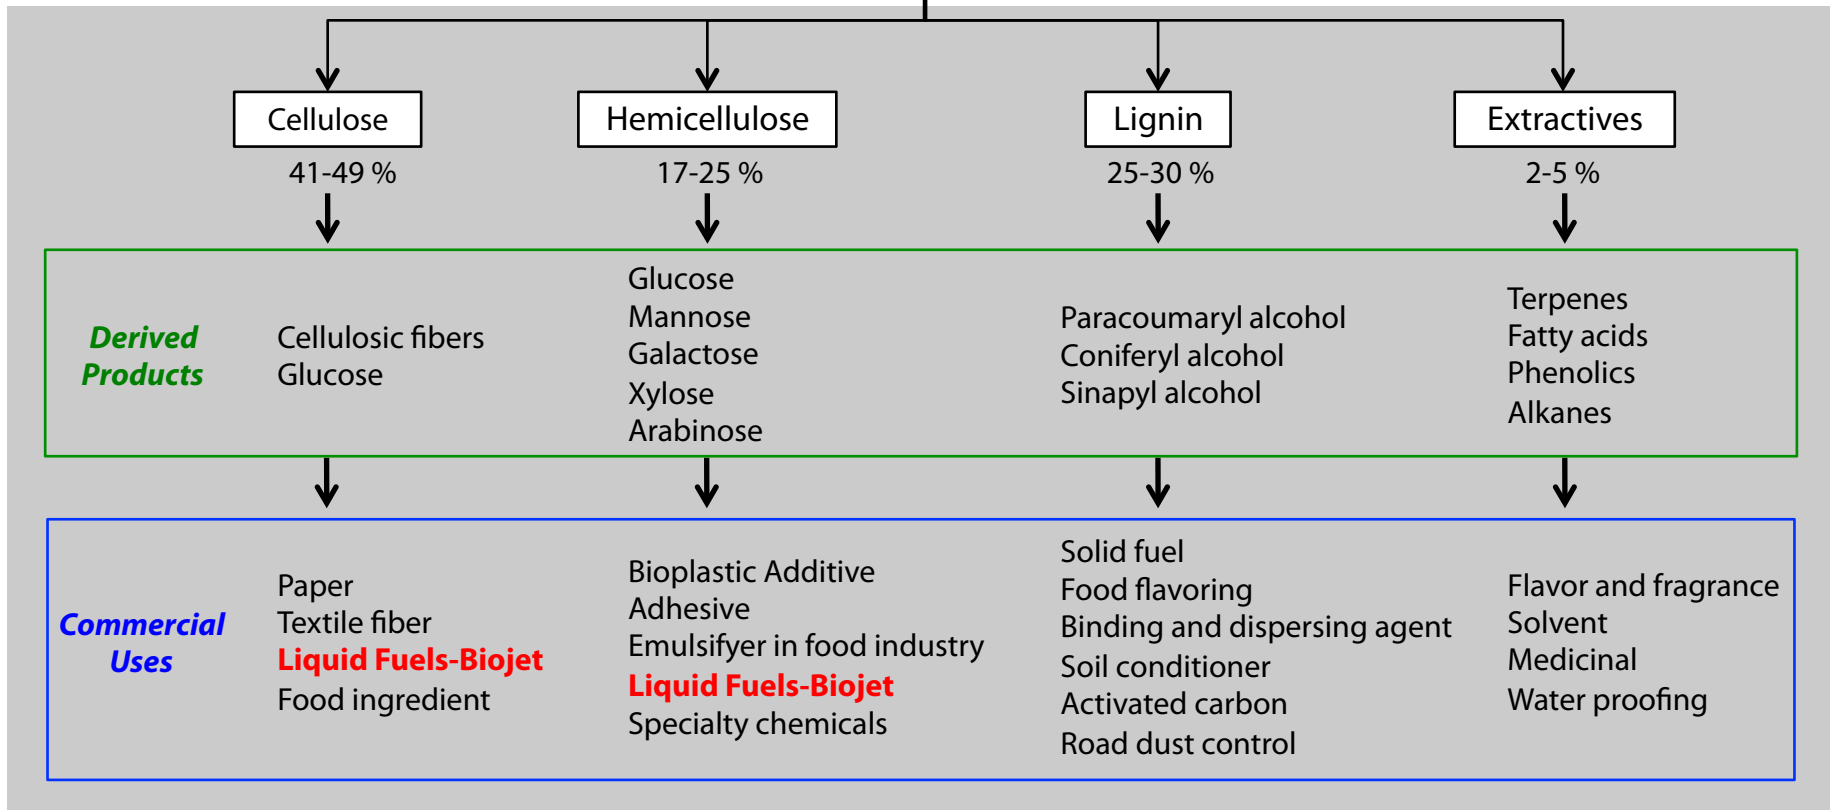 Cellulose
Hemicellulose
Lignin
Extractives
41-49 %
17-25 %
25-30 %
2-5 %
Derived
Products
Cellulosic fibers
Glucose
Glucose
Mannose
Galactose
Xylose
Arabinose
Paracoumaryl alcohol
Coniferyl alcohol
Sinapyl alcohol
Terpenes
Fatty acids
Phenolics
Alkanes
Commercial
Uses
Paper
Textile fiber
Liquid Fuels-Biojet
Food ingredient
Bioplastic Additive
Adhesive
Emulsifyer in food industry
Liquid Fuels-Biojet
Specialty chemicals
Solid fuel
Food flavoring
Binding and dispersing agent
Soil conditioner
Activated carbon
Road dust control
Flavor and fragrance
Solvent
Medicinal
Water proofing